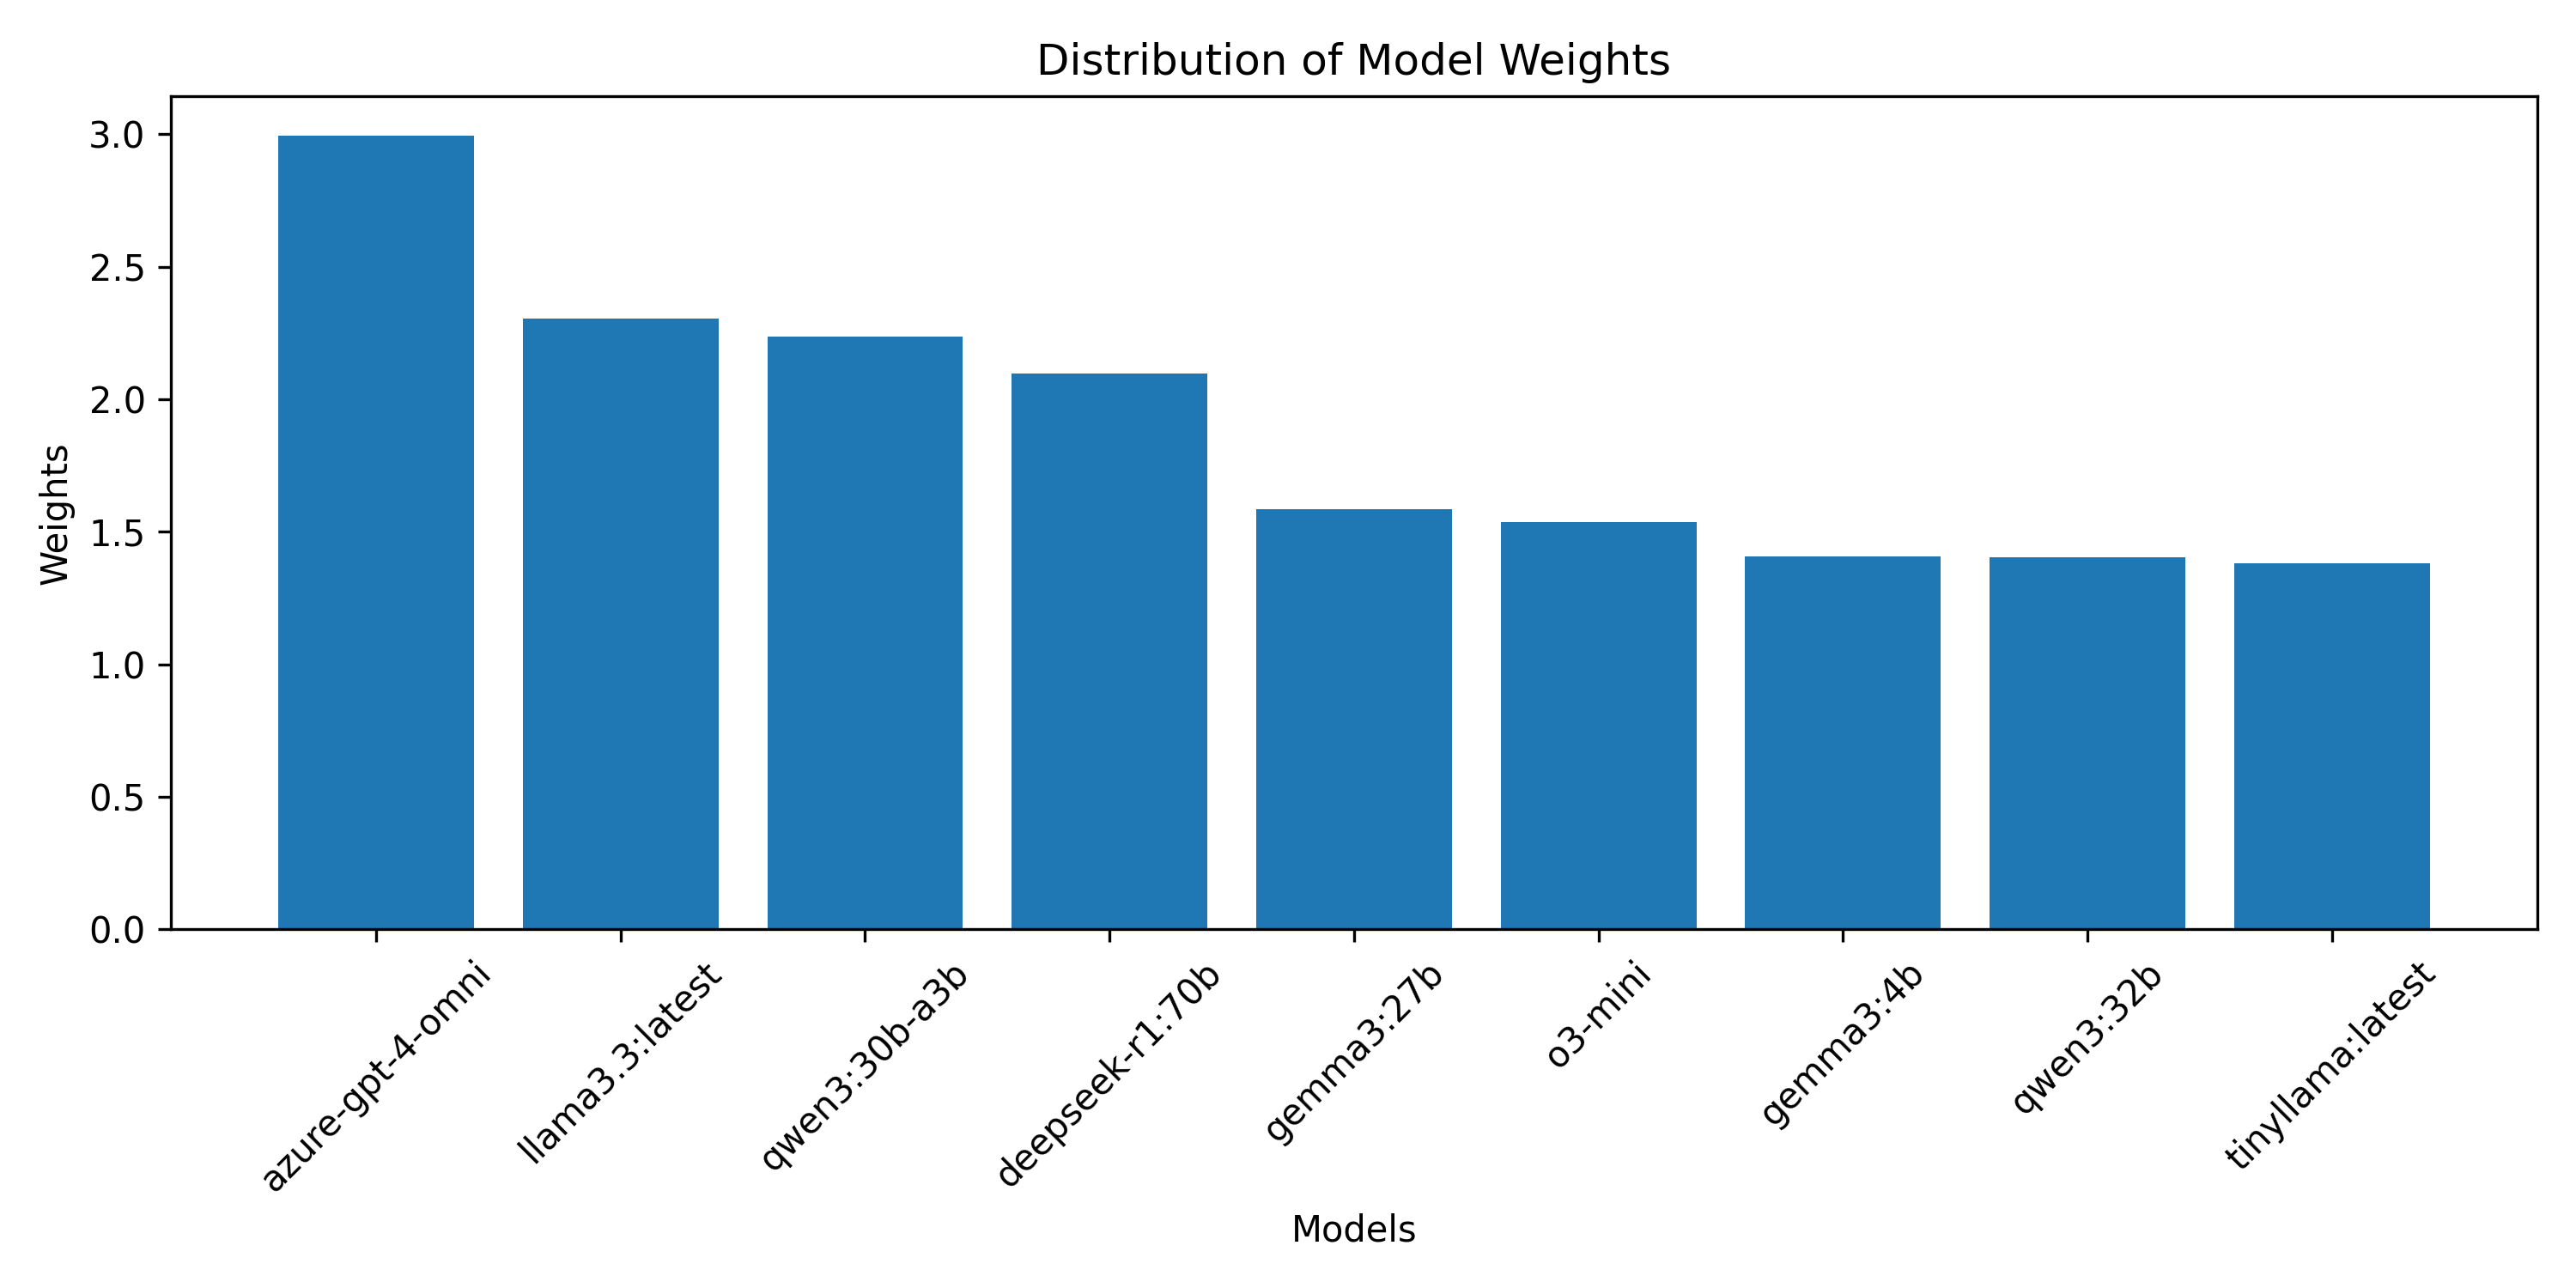 Distribution of Model Weights
Weights
3.0
2.5
2.0
1.5
1.0
0.5
0.0
azure-gpt-4-omni
llama3.3:latest
qwen3:30b-a3b
deepseek-r1:70b
gemma3:27b
o3-mini
gemma3:4b
qwen3:32b
tinyllama:latest
Models